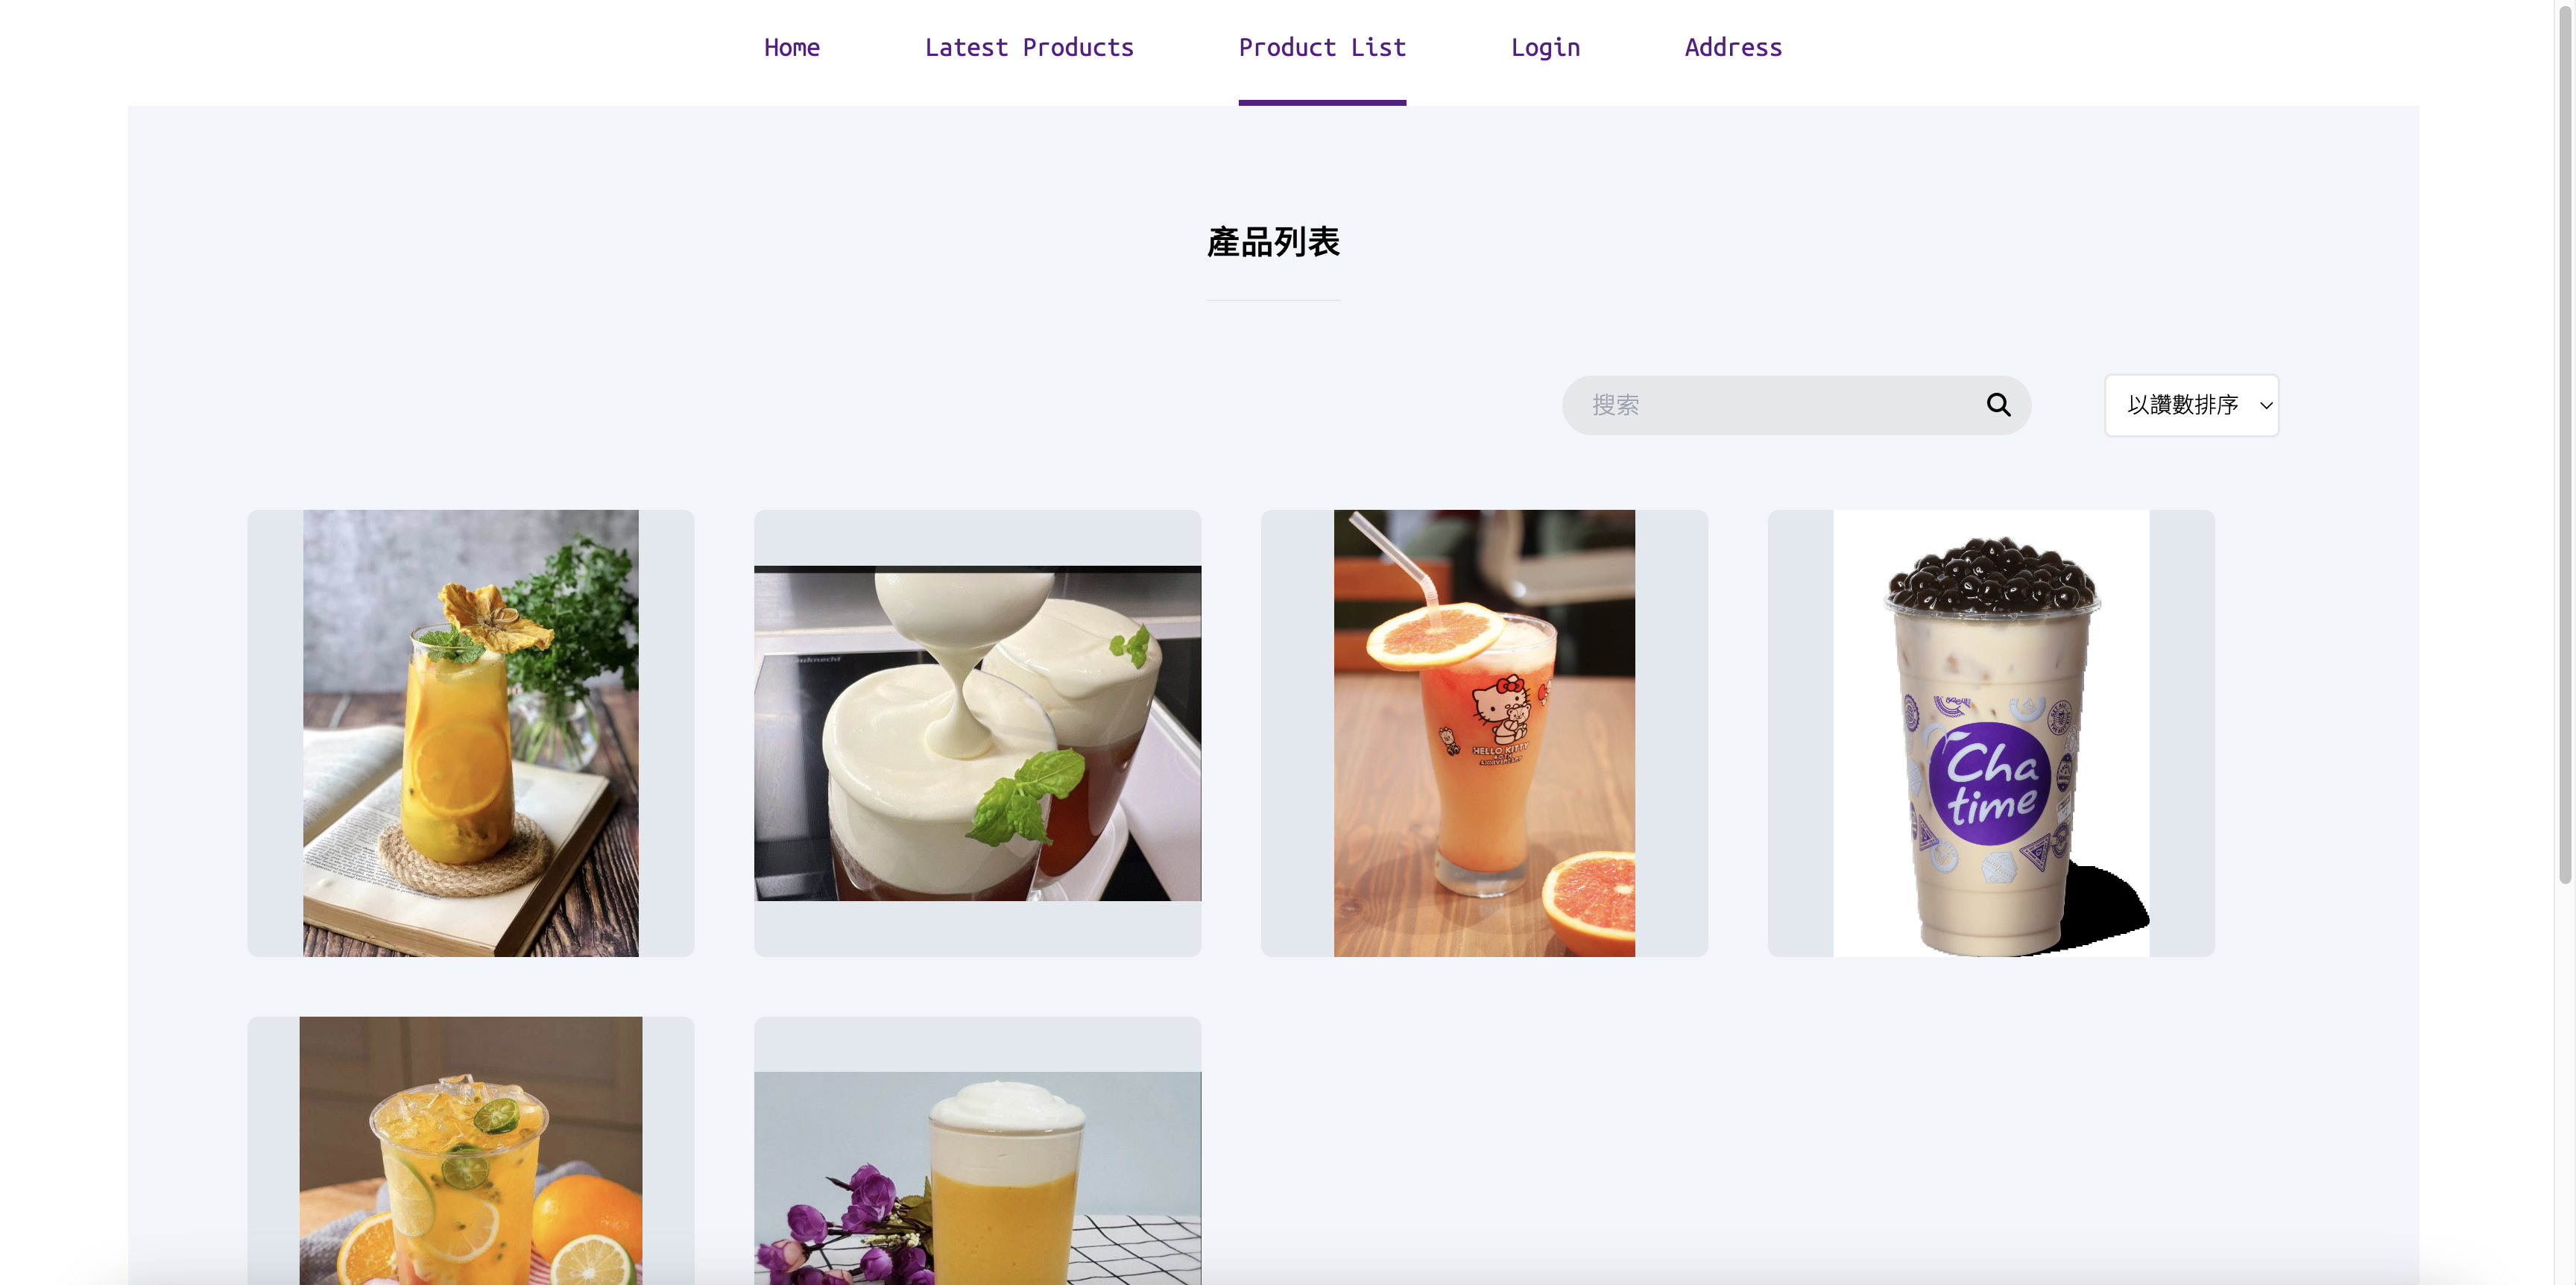 Home Latest Products Product List Login Address
產品列表
搜索
以讚數排序
HELLO KITTY
Cha
time